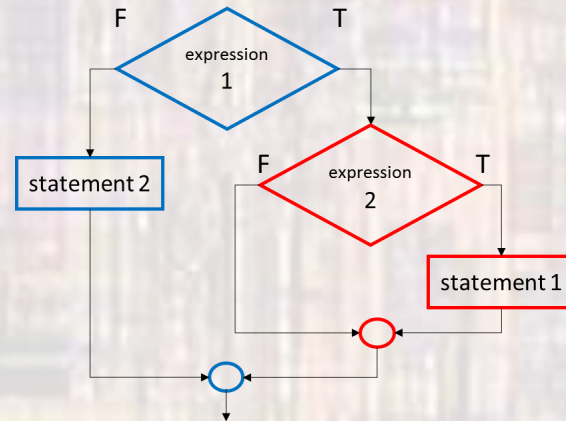 F
T
expression
1
F
expression
2
T
statement 2
statement 1